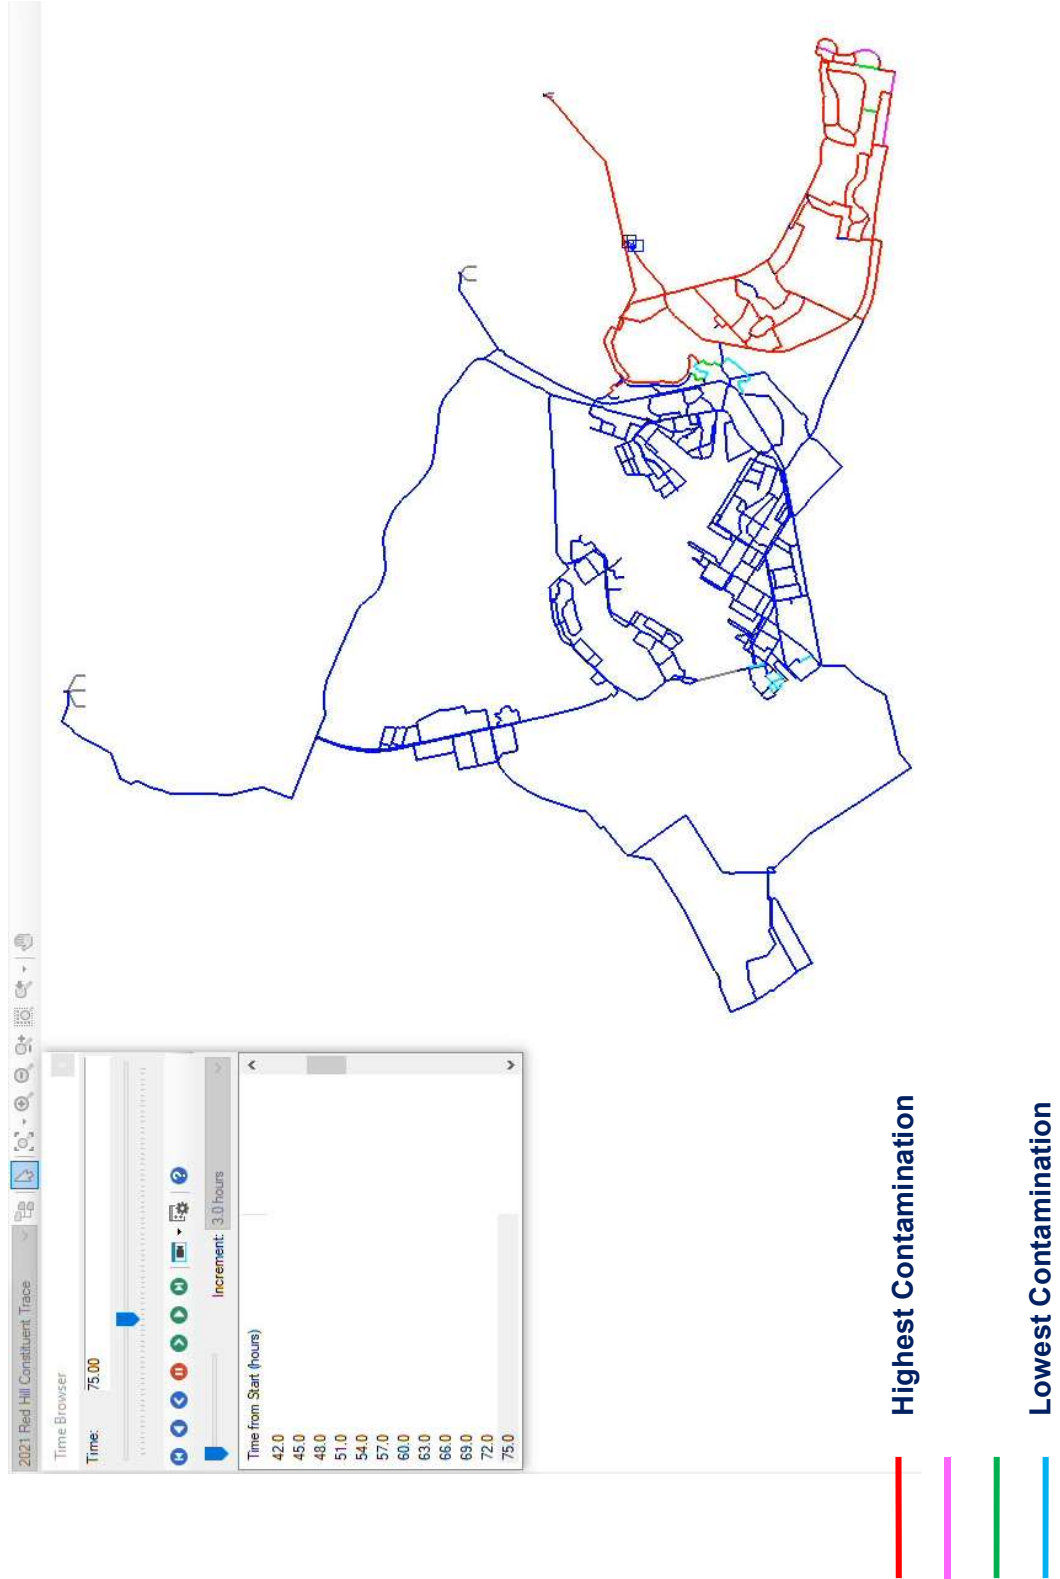 2021 Red Hill Constituent Trace
Time Browser
Time:
75.00
Increment:
3.0 hours
Time from Start (hours)
42.0
45.0
48.0
51.0
54.0
57.0
60.0
63.0
66.0
69.0
72.0
75.0
Highest Contamination
Lowest Contamination